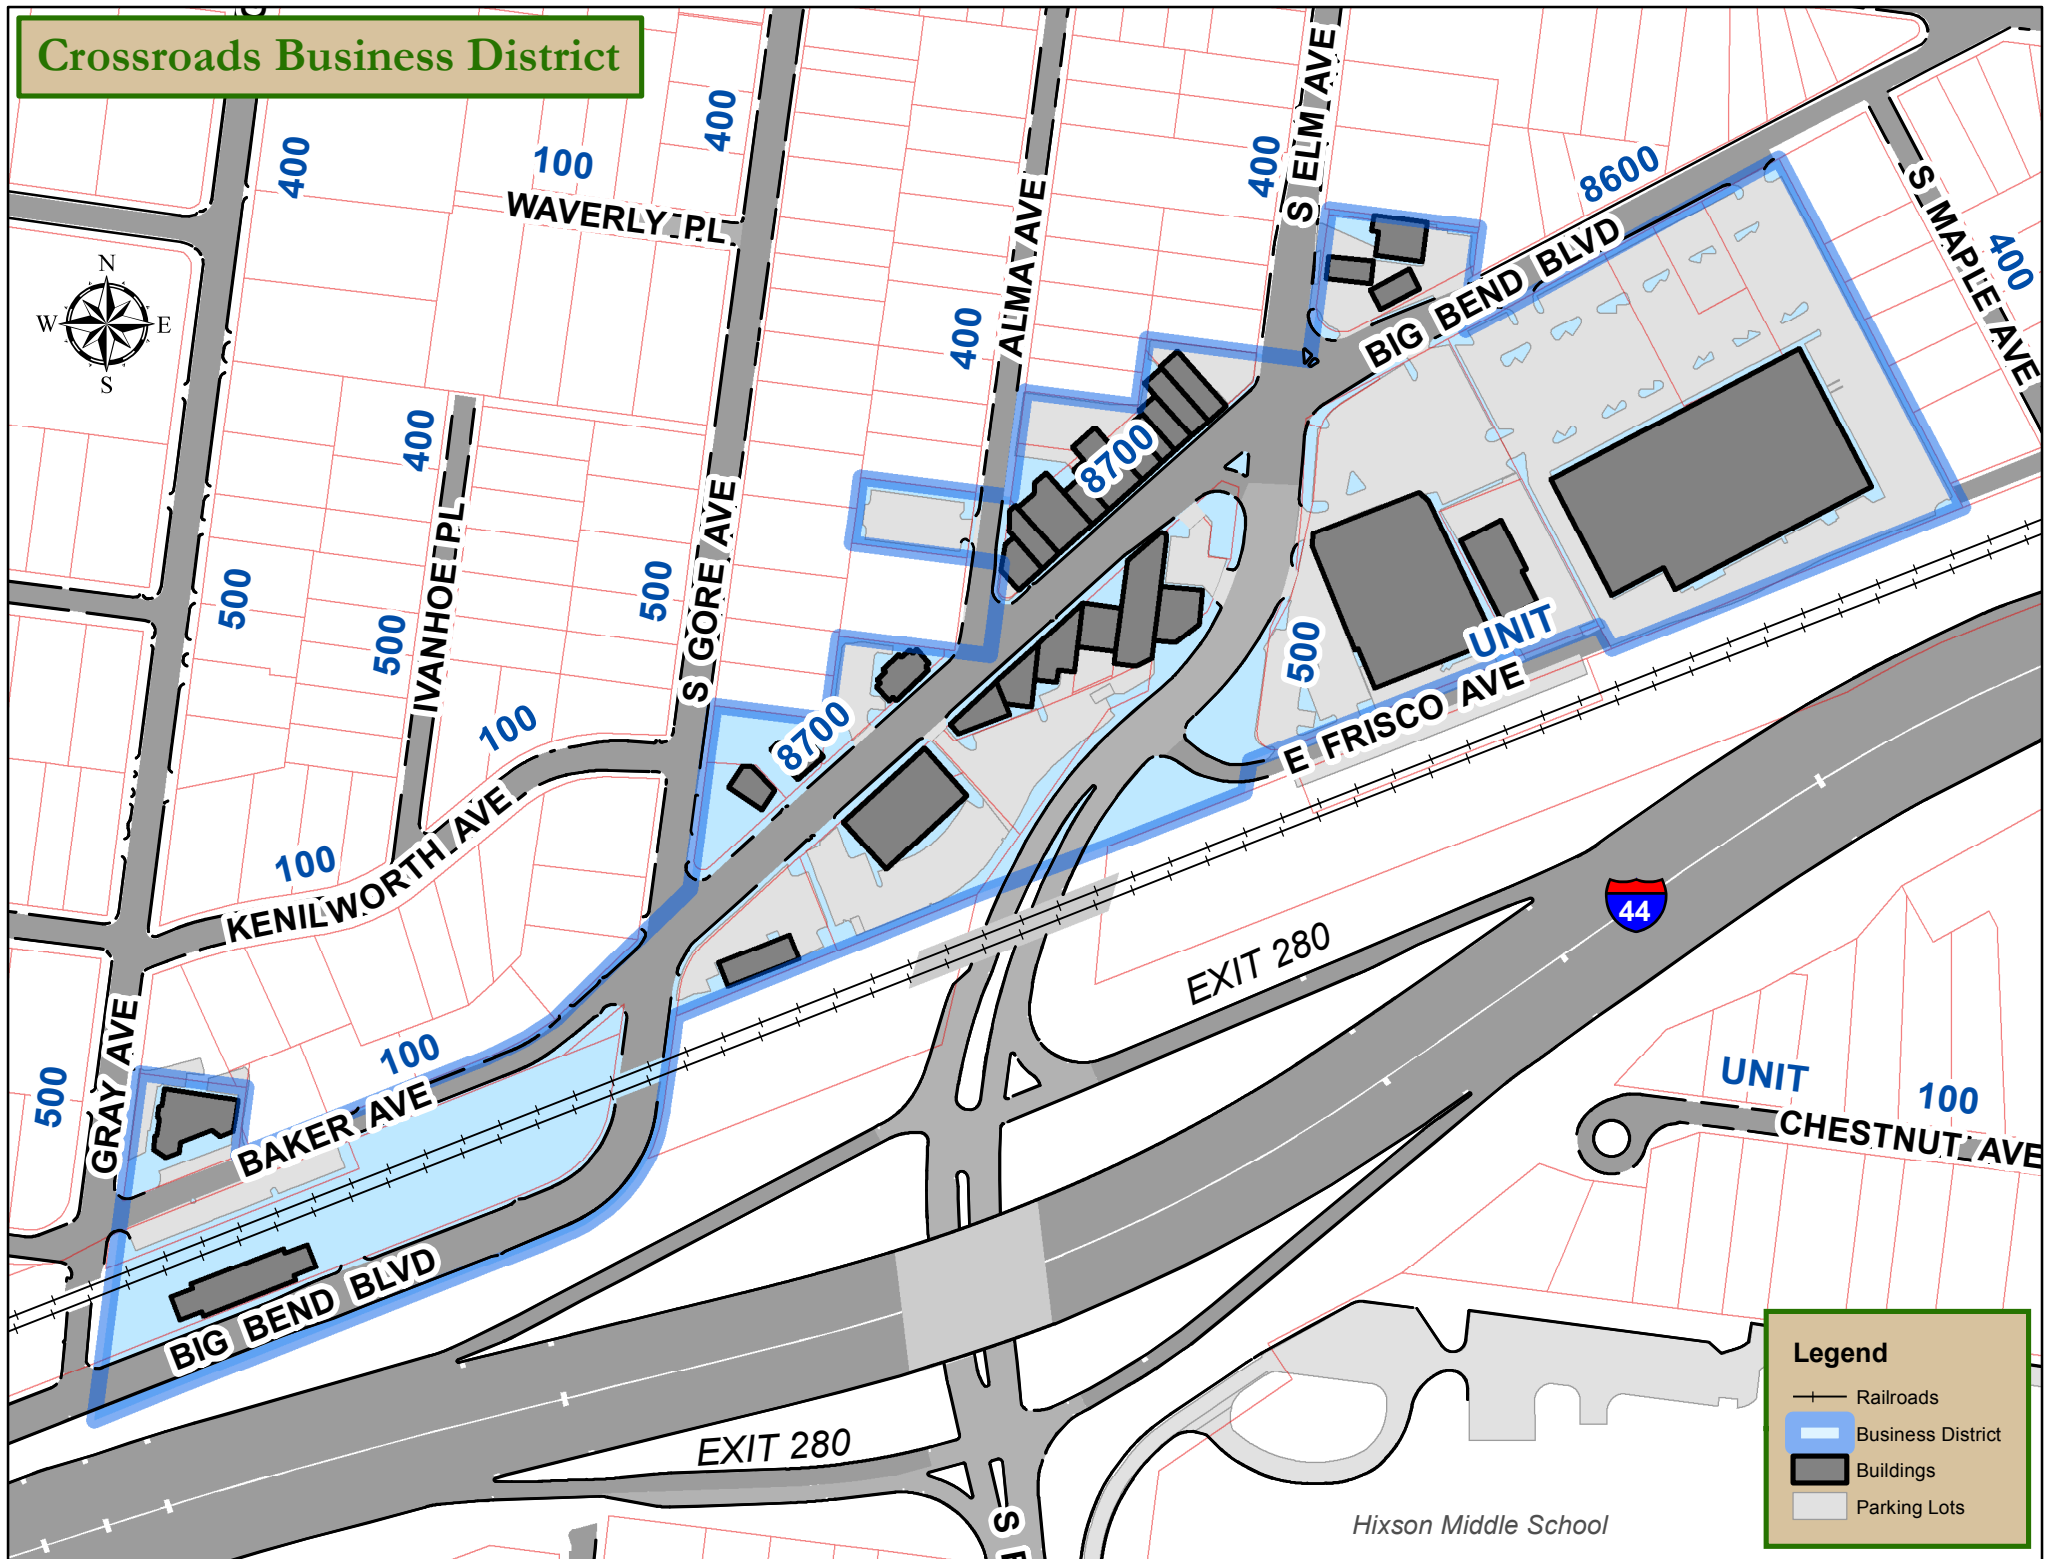 Crossroads Business District
400
100
400
WAVERLY PL
400
S ELM AVE
8600
S MAPLE AVE
400
N
W E
S
ALMA AVE
400
BIG BEND BLVD
400
IVANHOE PL
500
500
S GORE AVE
500
8700
8700
500
UNIT
E FRISCO AVE
100
100
KENILWORTH AVE
44
EXIT 280
GRAY AVE
500
100
BAKER AVE
BIG BEND BLVD
UNIT
100
CHESTNUT AVE
EXIT 280
S
Hixson Middle School
Legend
Railroads
Business District
Buildings
Parking Lots